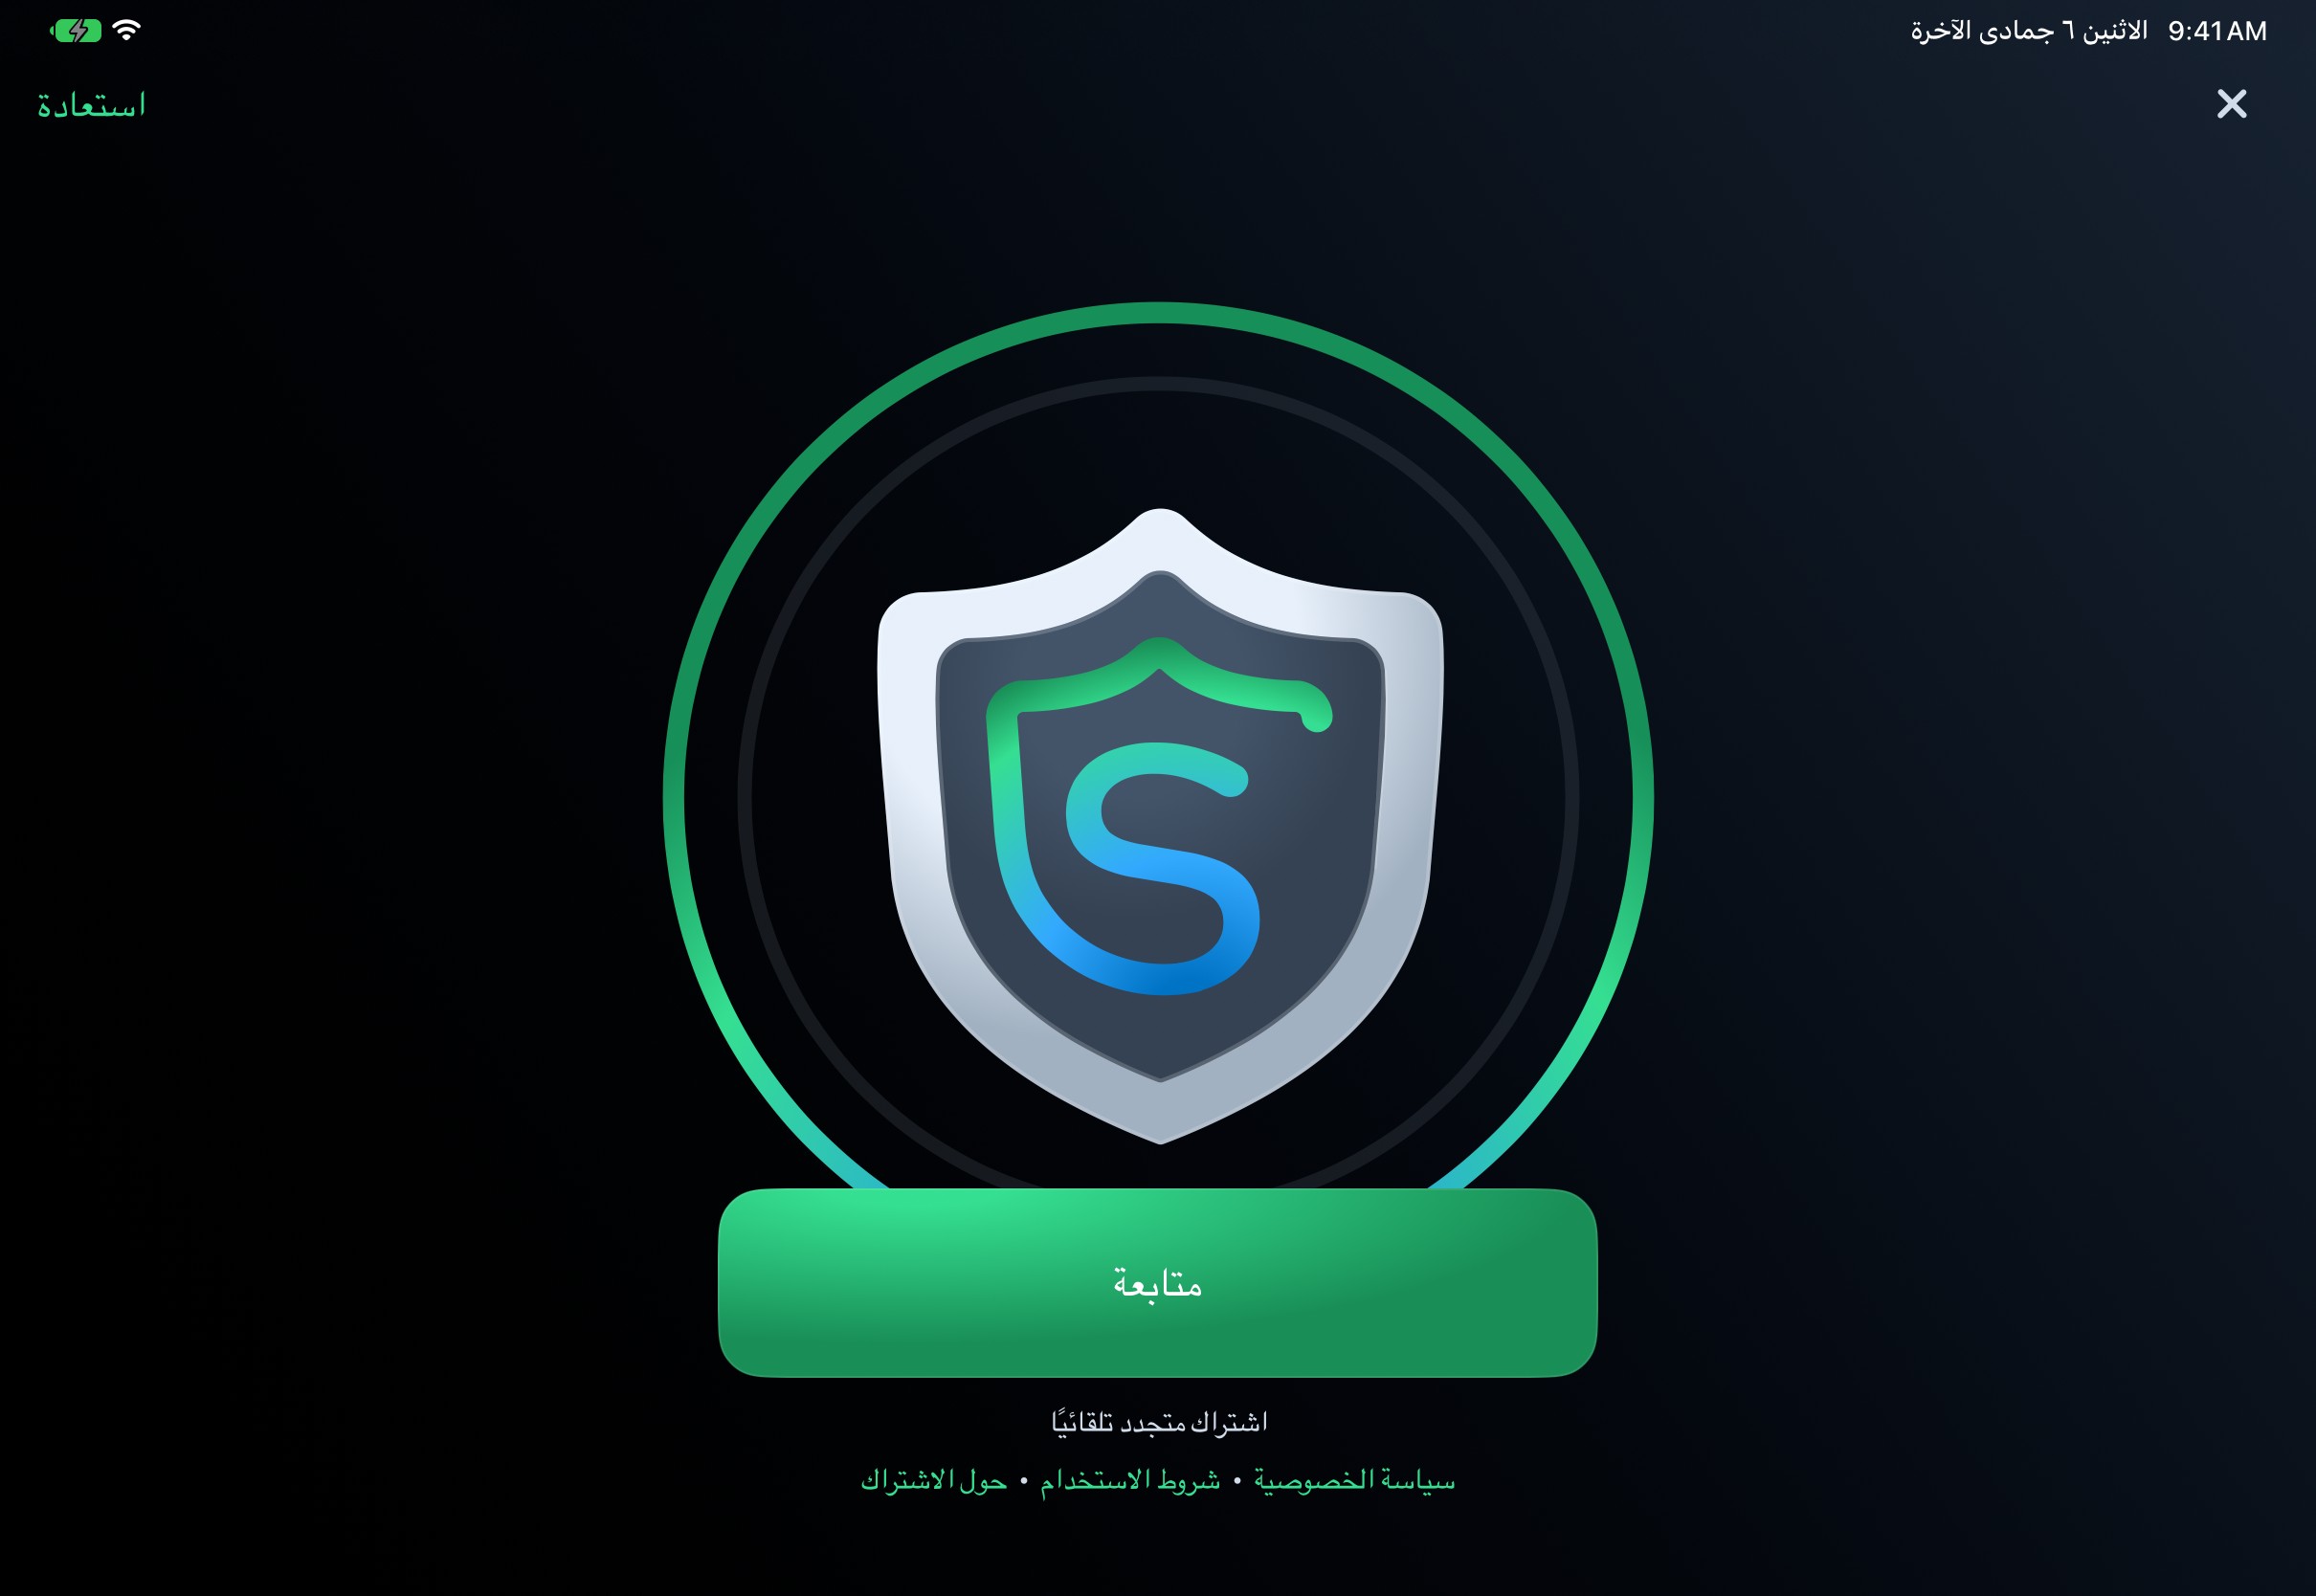 9:41 AM الاثنين ٦ جمادى الآخرة
استعادة
S
متابعة
اشتراك متجدد تلقائيًا
سياسة الخصوصية • شروط الاستخدام • حول الاشتراك